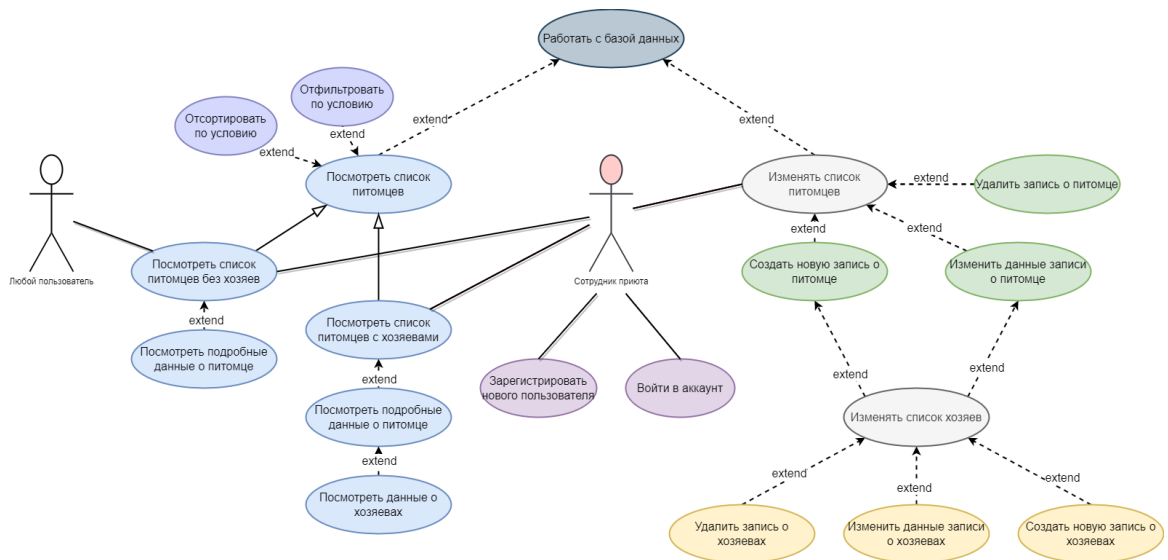 Работать с базой данных
Отфильтровать
по условию
Отсортировать
по условию
extend
extend
extend
extend
Посмотреть список
питомцев
Изменять список
питомцев
extend
Удалить запись о питомце
Любой пользователь
Посмотреть список
питомцев без хозяев
Сотрудник приюта
extend
extend
Создать новую запись о
питомце
Изменить данные записи
о питомце
extend
Посмотреть список
питомцев с хозяевами
Посмотреть подробные
данные о питомце
extend
Зарегистрировать
нового пользователя
Войти в аккаунт
extend
extend
Посмотреть подробные
данные о питомце
Изменять список хозяев
extend
Посмотреть данные о
хозяевах
extend
extend
extend
Удалить запись о
хозяевах
Изменить данные записи
о хозяевах
Создать новую запись о
хозяевах